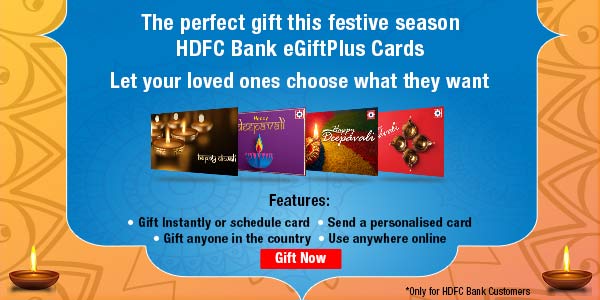 The perfect gift this festive season
HDFC Bank eGiftPlus Cards
Let your loved ones choose what they want
happy diwali
Happy
deepavali
Happy
Deepavali
Features:
• Gift Instantly or schedule card • Send a personalised card
• Gift anyone in the country • Use anywhere online
Gift Now
*Only for HDFC Bank Customers